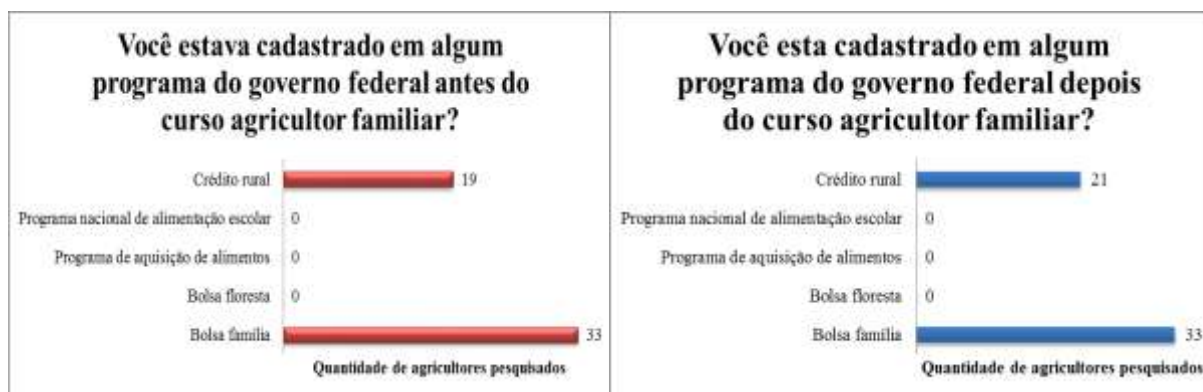 Você estava cadastrado em algum
programa do governo federal antes do
curso agricultor familiar?
Crédito rural 19
Programa nacional de alimentação escolar 0
Programa de aquisição de alimentos 0
Bolsa floresta 0
Bolsa família 33
Quantidade de agricultores pesquisados
Você esta cadastrado em algum
programa do governo federal depois
do curso agricultor familiar?
Crédito rural 21
Programa nacional de alimentação escolar 0
Programa de aquisição de alimentos 0
Bolsa floresta 0
Bolsa família 33
Quantidade de agricultores pesquisados